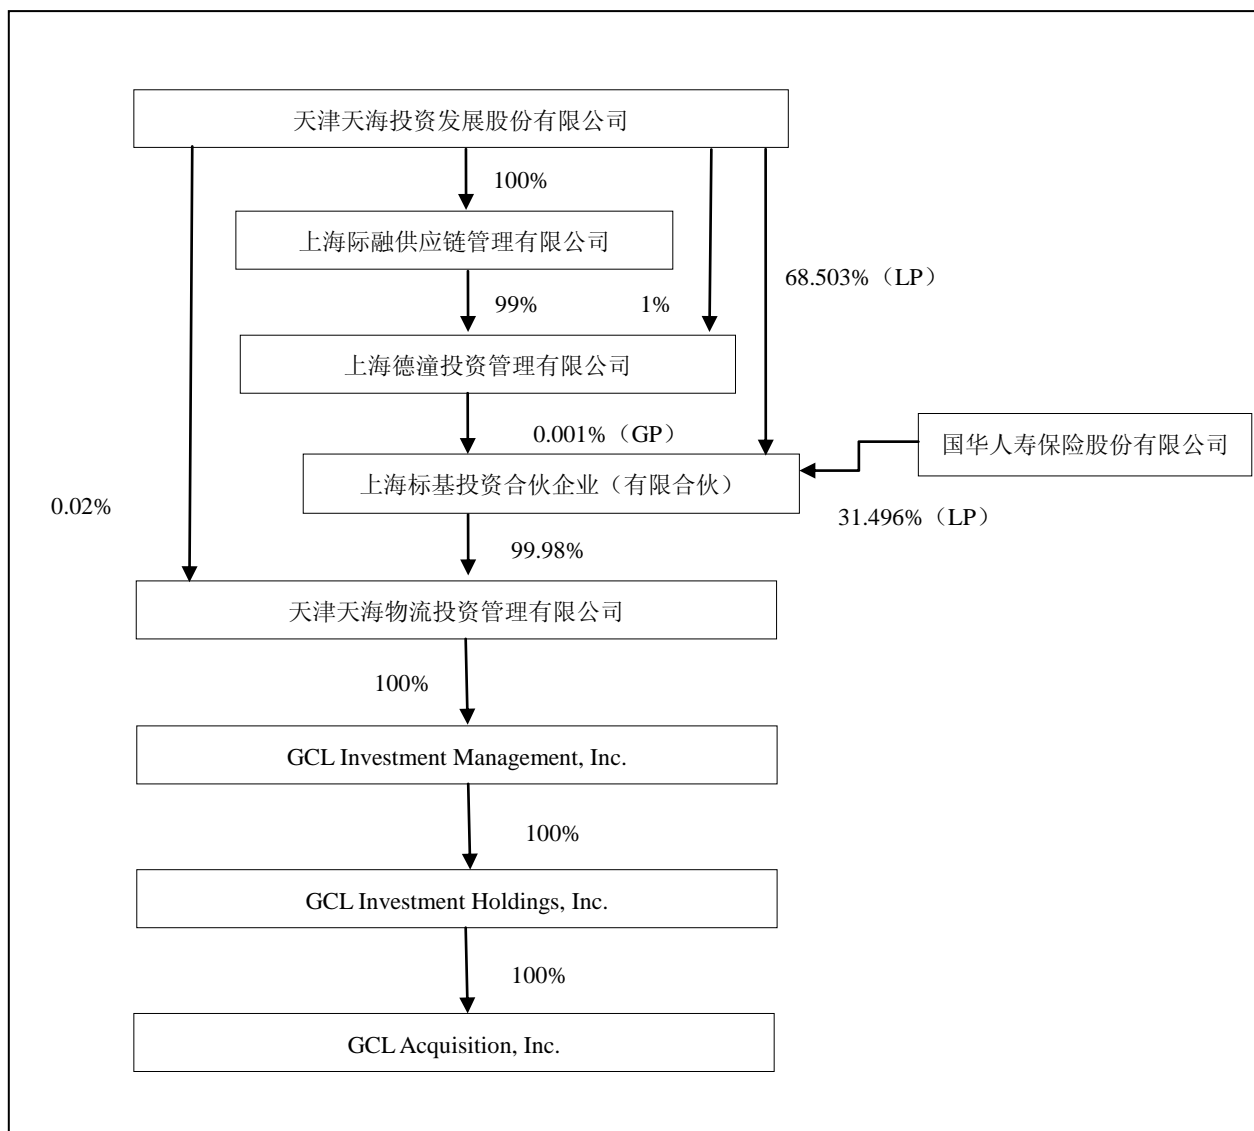 天津天海投资发展股份有限公司
100%
上海际融供应链管理有限公司
68.503%（LP）
99%
1%
上海德潼投资管理有限公司
0.001%（GP）
国华人寿保险股份有限公司
上海标基投资合伙企业（有限合伙）
0.02%
31.496%（LP）
99.98%
天津天海物流投资管理有限公司
100%
GCL Investment Management, Inc.
100%
GCL Investment Holdings, Inc.
100%
GCL Acquisition, Inc.